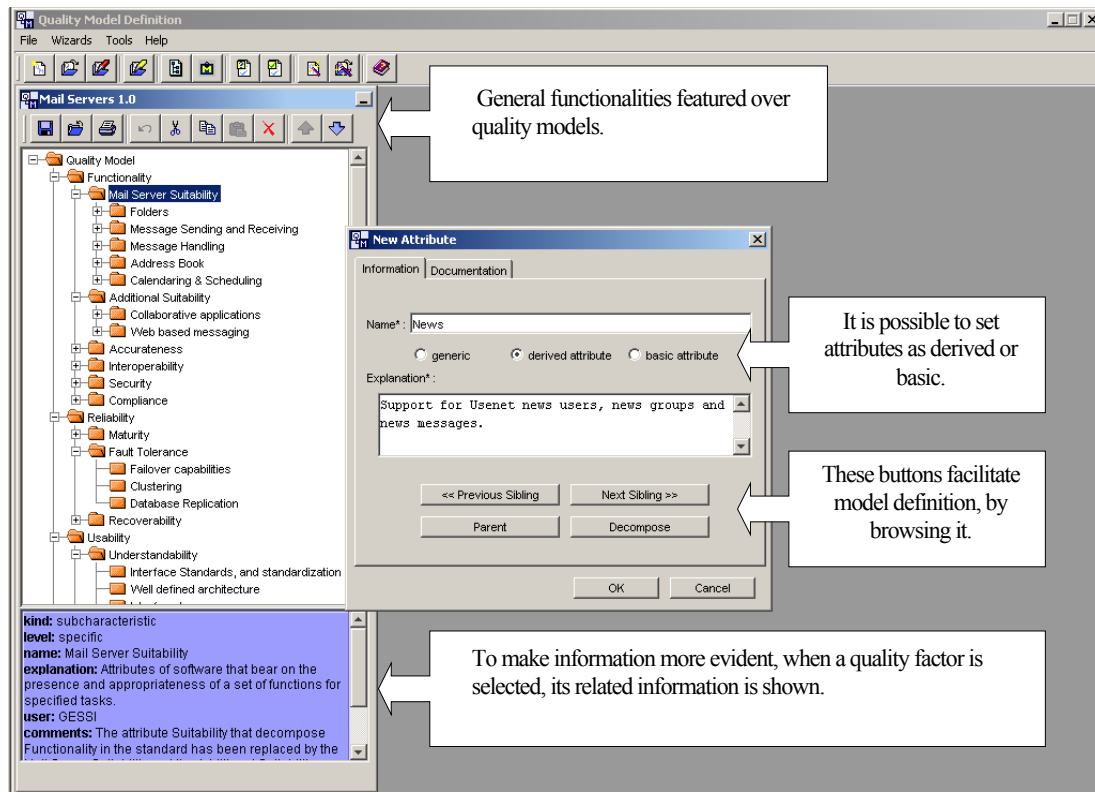 Quality Model Definition
File Wizards Tools Help
Mail Servers 1.0
General functionalities featured over
quality models.
Quality Model
Functionality
Mail Server Suitability
Folders
Message Sending and Receiving
Message Handling
Address Book
Calendaring & Scheduling
Additional Suitability
Collaborative applications
Web based messaging
Accurateness
Interoperability
Security
Compliance
Reliability
Maturity
Fault Tolerance
Failover capabilities
Clustering
Database Replication
Recoverability
Usability
Understandability
Interface Standards, and standardization
Well defined architecture
New Attribute
Information Documentation
Name* : News
generic derived attribute basic attribute
Explanation* :
Support for Usenet news users, news groups and
news messages.
<< Previous Sibling Next Sibling >>
Parent Decompose
OK Cancel
It is possible to set
attributes as derived or
basic.
These buttons facilitate
model definition, by
browsing it.
kind: subcharacteristic
level: specific
name: Mail Server Suitability
explanation: Attributes of software that bear on the
presence and appropriateness of a set of functions for
specified tasks.
user: GESSI
comments: The attribute Suitability that decompose
Functionality in the standard has been replaced by the
To make information more evident, when a quality factor is
selected, its related information is shown.